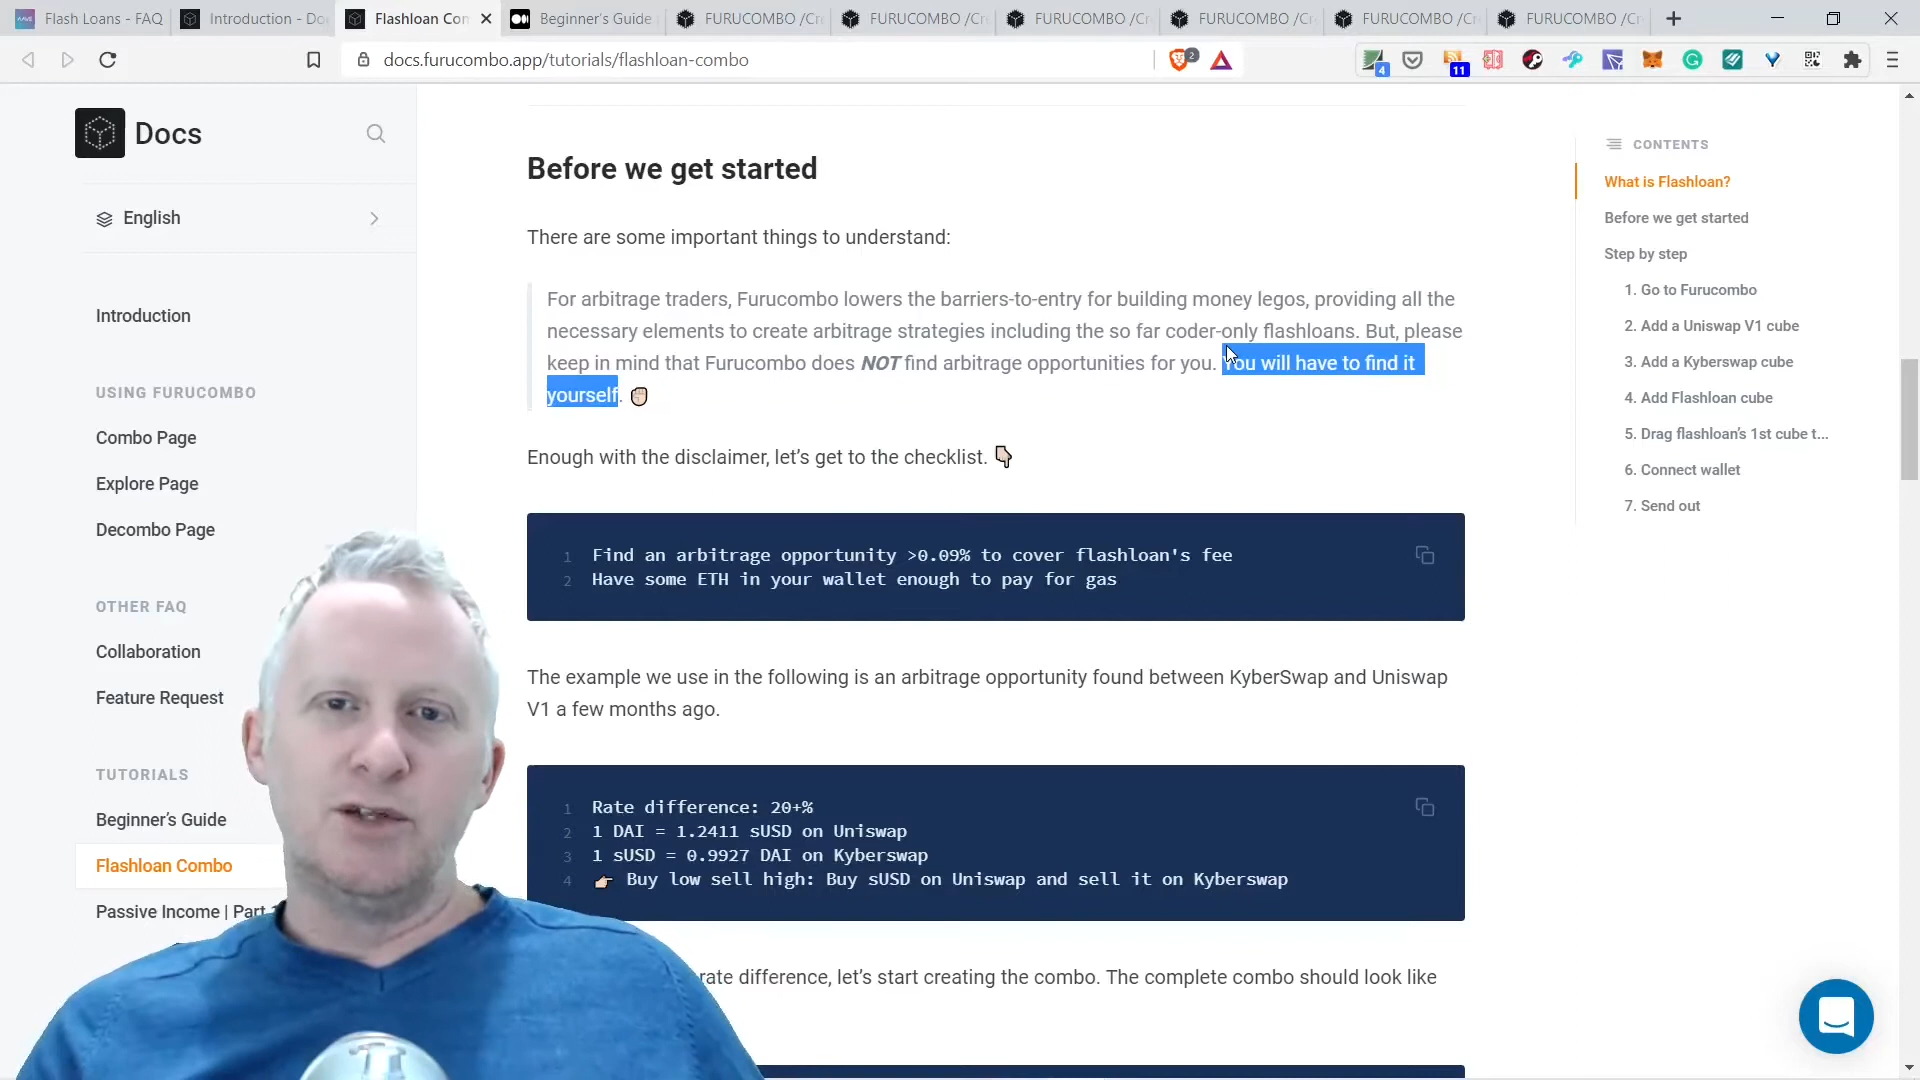 Flash Loans - FAQ
Introduction - Do
Flashloan Con
Beginner's Guide
FURUCOMBO /Cr
FURUCOMBO /Cr
FURUCOMBO /Cr
FURUCOMBO /Cr
FURUCOMBO /Cr
FURUCOMBO /Cr
docs.furucombo.app/tutorials/flashloan-combo
2
4
11
Docs
English
Introduction
USING FURUCOMBO
Combo Page
Explore Page
Decombo Page
OTHER FAQ
Collaboration
Feature Request
TUTORIALS
Beginner's Guide
Flashloan Combo
Passive Income | Part
Before we get started
There are some important things to understand:
For arbitrage traders, Furucombo lowers the barriers-to-entry for building money legos, providing all the
necessary elements to create arbitrage strategies including the so far coder-only flashloans. But, please
keep in mind that Furucombo does NOT find arbitrage opportunities for you. You will have to find it
yourself. ✋🏻
Enough with the disclaimer, let's get to the checklist. 👇🏻
1 Find an arbitrage opportunity >0.09% to cover flashloan's fee
2 Have some ETH in your wallet enough to pay for gas
The example we use in the following is an arbitrage opportunity found between KyberSwap and Uniswap
V1 a few months ago.
1 Rate difference: 20+%
2 1 DAI = 1.2411 sUSD on Uniswap
3 1 sUSD = 0.9927 DAI on Kyberswap
4 👉🏻 Buy low sell high: Buy sUSD on Uniswap and sell it on Kyberswap
rate difference, let's start creating the combo. The complete combo should look like
CONTENTS
What is Flashloan?
Before we get started
Step by step
1. Go to Furucombo
2. Add a Uniswap V1 cube
3. Add a Kyberswap cube
4. Add Flashloan cube
5. Drag flashloan's 1st cube t...
6. Connect wallet
7. Send out